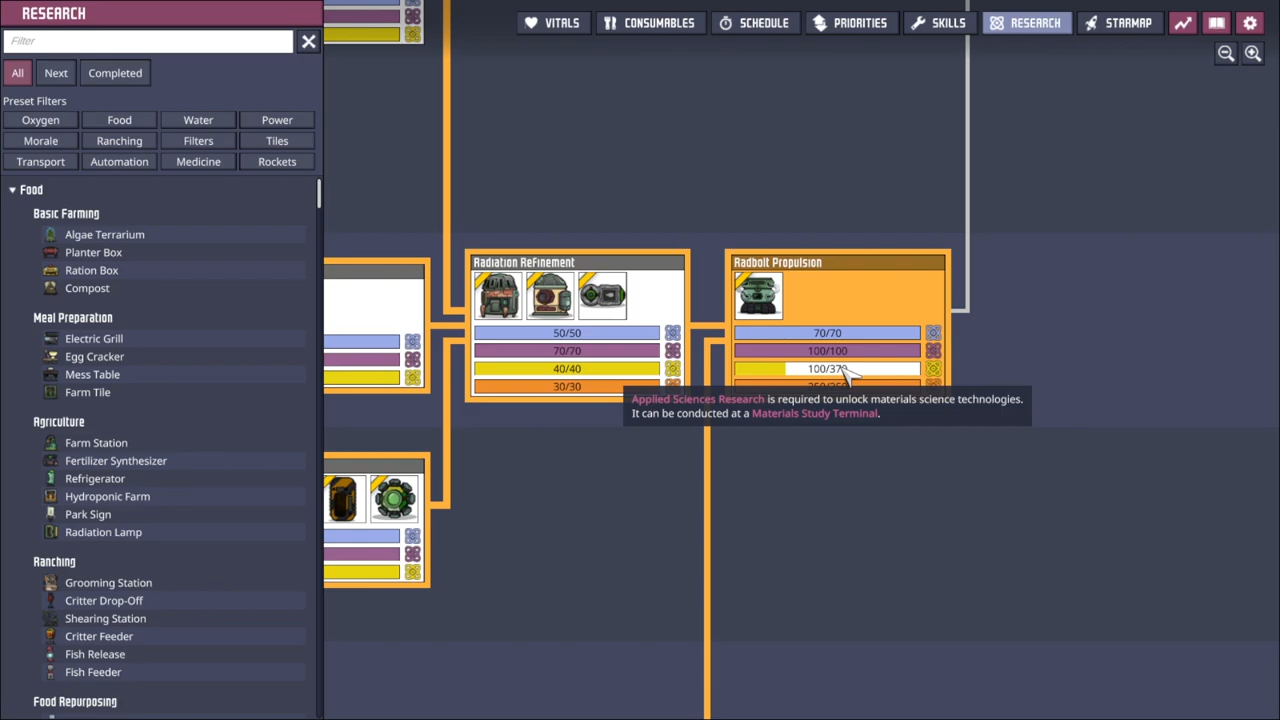 RESEARCH
Filter
All Next Completed
Preset Filters
Oxygen Food Water Power
Morale Ranching Filters Tiles
Transport Automation Medicine Rockets
Food
Basic Farming
Algae Terrarium
Planter Box
Ration Box
Compost
Meal Preparation
Electric Grill
Egg Cracker
Mess Table
Farm Tile
Agriculture
Farm Station
Fertilizer Synthesizer
Refrigerator
Hydroponic Farm
Park Sign
Radiation Lamp
Ranching
Grooming Station
Critter Drop-Off
Shearing Station
Critter Feeder
Fish Release
Fish Feeder
Food Repurposing
VITALS CONSUMABLES SCHEDULE PRIORITIES SKILLS RESEARCH STARMAP
Radiation Refinement
50/50
70/70
40/40
30/30
Radbolt Propulsion
70/70
100/100
Applied Sciences Research is required to unlock materials science technologies.
It can be conducted at a Materials Study Terminal.